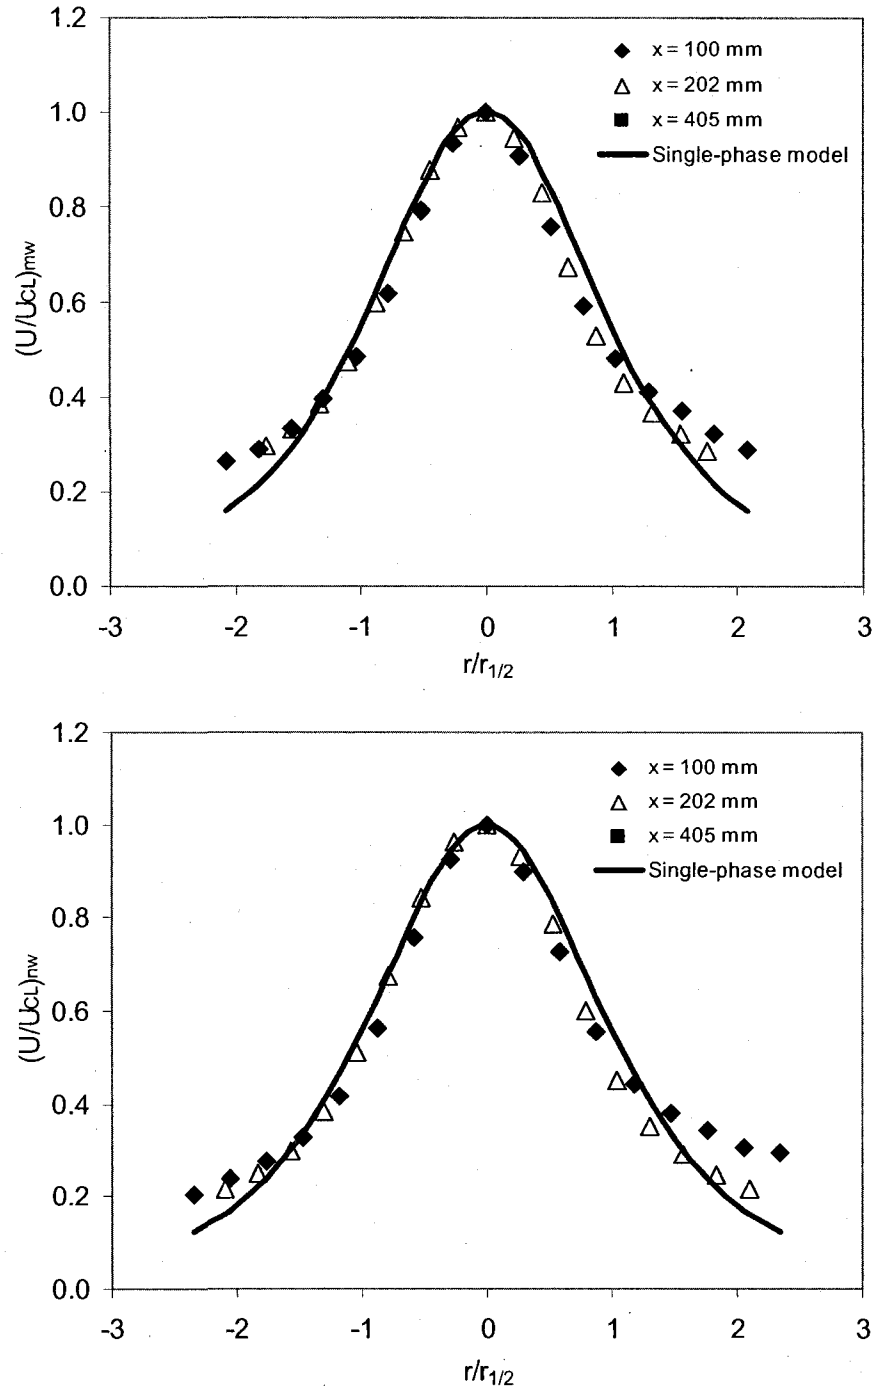 1.2
1.0
0.8
0.6
0.4
0.2
0.0
(U/UCL)mw
x = 100 mm
x = 202 mm
x = 405 mm
Single-phase model
-3 -2 -1 0 1 2 3
r/r1/2
1.2
1.0
0.8
0.6
0.4
0.2
0.0
(U/UCL)nw
x = 100 mm
x = 202 mm
x = 405 mm
Single-phase model
-3 -2 -1 0 1 2 3
r/r1/2